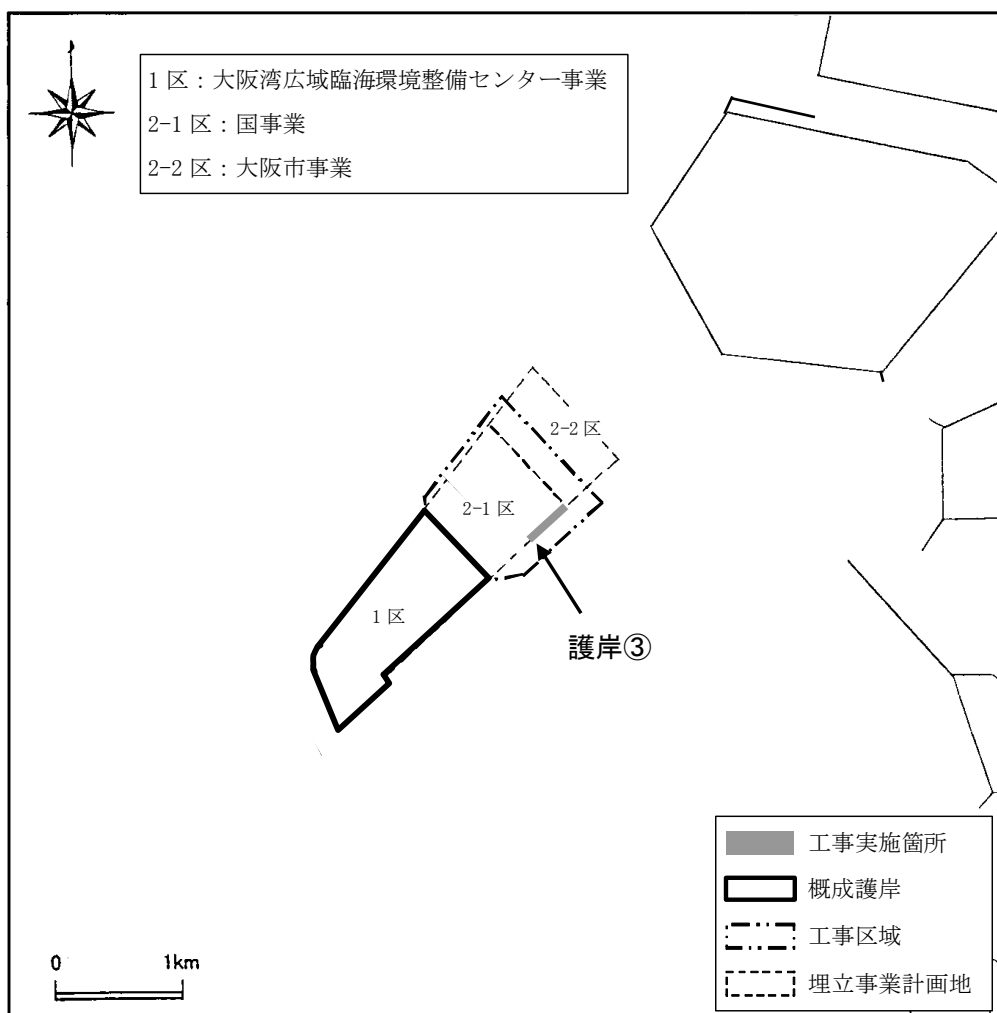 1 区：大阪湾広域臨海環境整備センター事業
2-1 区：国事業
2-2 区：大阪市事業
2-2 区
2-1 区
1 区
護岸③
工事実施箇所
概成護岸
工事区域
埋立事業計画地
0 1km